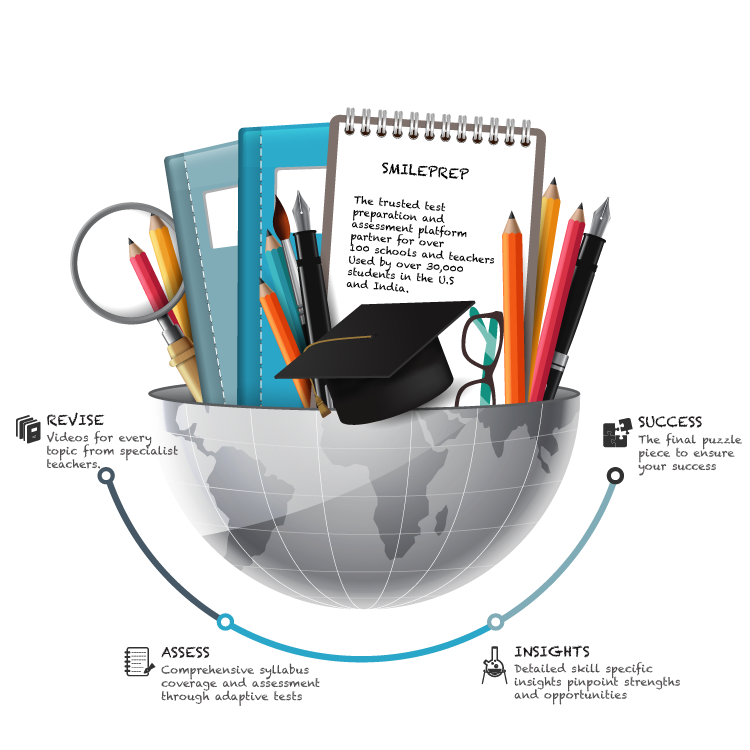 SMILEPREP
The trusted test
preparation and
assessment platform
partner for over
100 schools and teachers
Used by over 30,000
students in the U.S
and India.
REVISE
Videos for every
topic from specialist
teachers.
SUCCESS
The final puzzle
piece to ensure
your success
ASSESS
Comprehensive syllabus
coverage and assessment
through adaptive tests
INSIGHTS
Detailed skill specific
insights pinpoint strengths
and opportunities